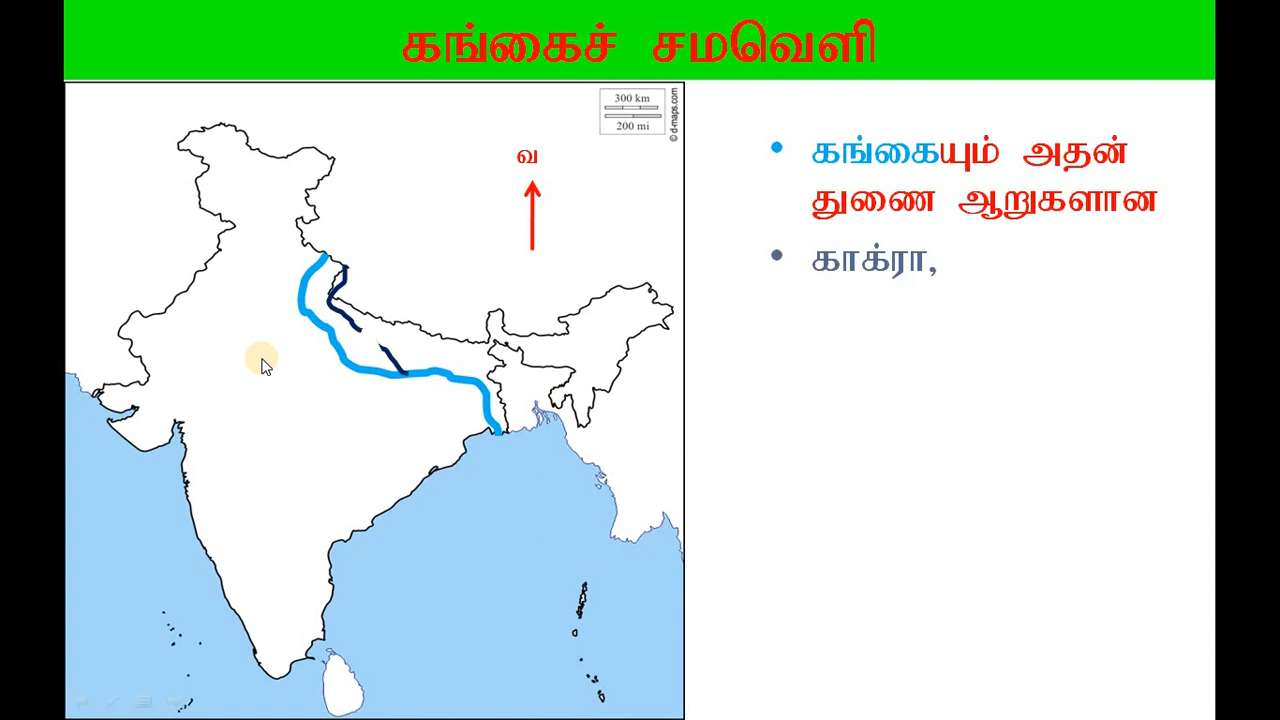 கங்கைச் சமவெளி
300 km
200 mi
© d-maps.com
வ
• கங்கையும் அதன்
துணை ஆறுகளான
• காக்ரா,